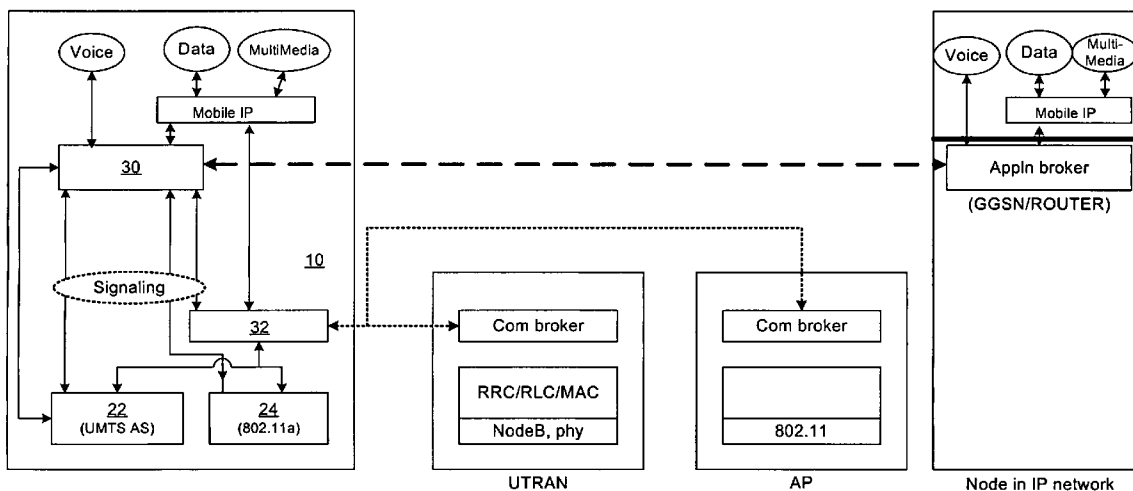 Voice
Data
MultiMedia
Mobile IP
30
Signaling
10
32
22
(UMTS AS)
24
(802.11a)
Com broker
RRC/RLC/MAC
NodeB, phy
UTRAN
Com broker
802.11
AP
Voice
Data
Multi-
Media
Mobile IP
Appln broker
(GGSN/ROUTER)
Node in IP network